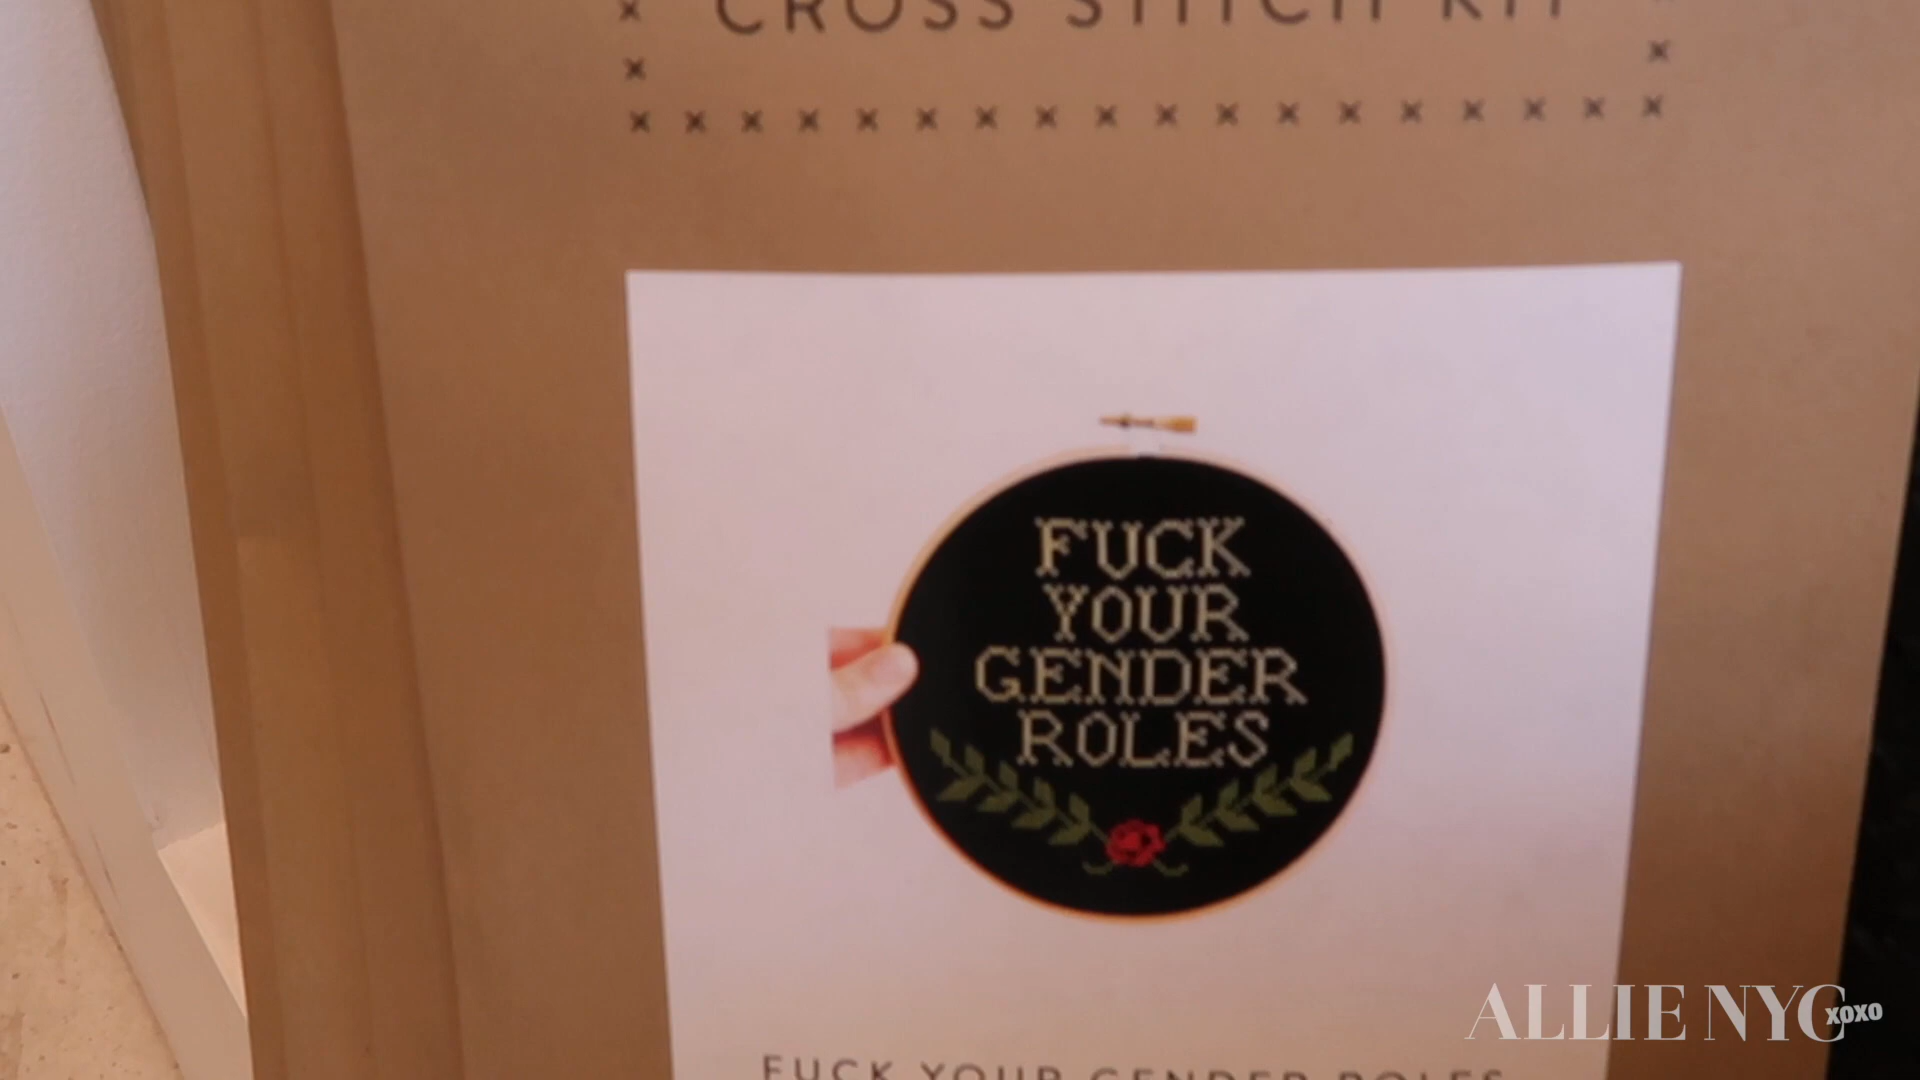 CROSS STITCH KIT
FUCK
YOUR
GENDER
ROLES
FUCK YOUR GENDER ROLES
ALLIE NYC
xoxo